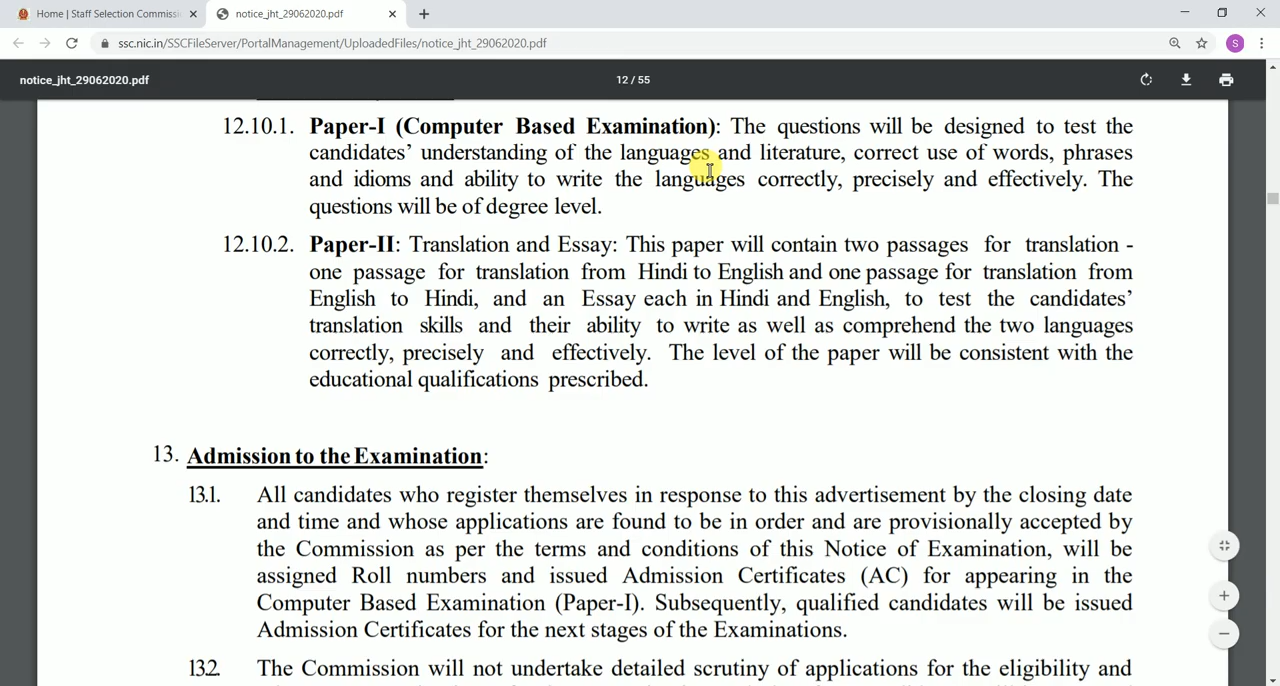 Home | Staff Selection Commissi
notice_jht_29062020.pdf
ssc.nic.in/SSCFileServer/PortalManagement/UploadedFiles/notice_jht_29062020.pdf
S
notice_jht_29062020.pdf
12 / 55
12.10.1. Paper-I (Computer Based Examination): The questions will be designed to test the
candidates’ understanding of the languages and literature, correct use of words, phrases
and idioms and ability to write the languages correctly, precisely and effectively. The
questions will be of degree level.
12.10.2. Paper-II: Translation and Essay: This paper will contain two passages for translation -
one passage for translation from Hindi to English and one passage for translation from
English to Hindi, and an Essay each in Hindi and English, to test the candidates’
translation skills and their ability to write as well as comprehend the two languages
correctly, precisely and effectively. The level of the paper will be consistent with the
educational qualifications prescribed.
13. Admission to the Examination:
13.1. All candidates who register themselves in response to this advertisement by the closing date
and time and whose applications are found to be in order and are provisionally accepted by
the Commission as per the terms and conditions of this Notice of Examination, will be
assigned Roll numbers and issued Admission Certificates (AC) for appearing in the
Computer Based Examination (Paper-I). Subsequently, qualified candidates will be issued
Admission Certificates for the next stages of the Examinations.
13.2. The Commission will not undertake detailed scrutiny of applications for the eligibility and